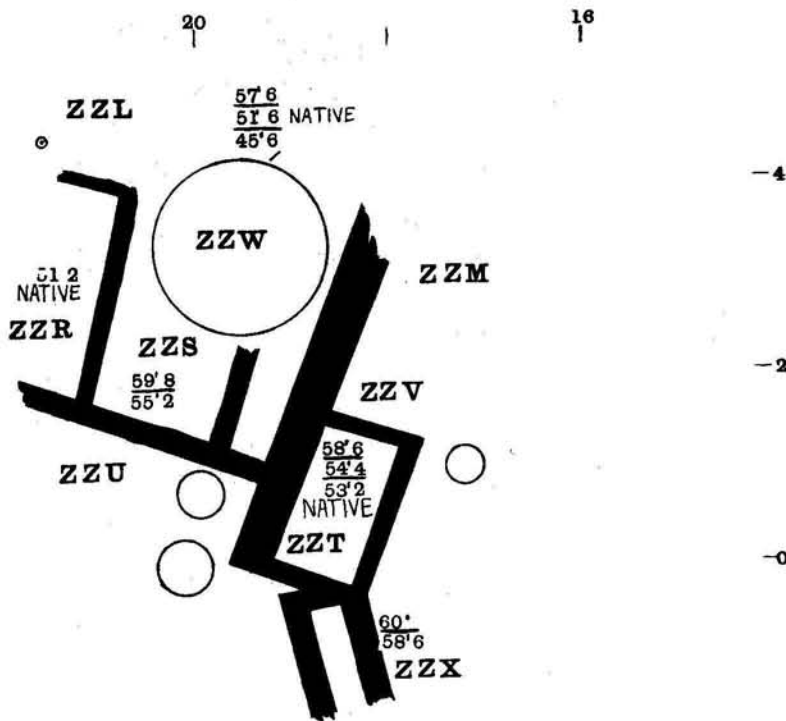 20
16
ZZL
57'6
51'6 NATIVE
45'6
-4
ZZW
ZZM
NATIVE
ZZR
ZZS
59'8
55'2
-2
ZZV
ZZU
58'6
54'4
53'2
NATIVE
ZZT
-0
60'
58'6
ZZX